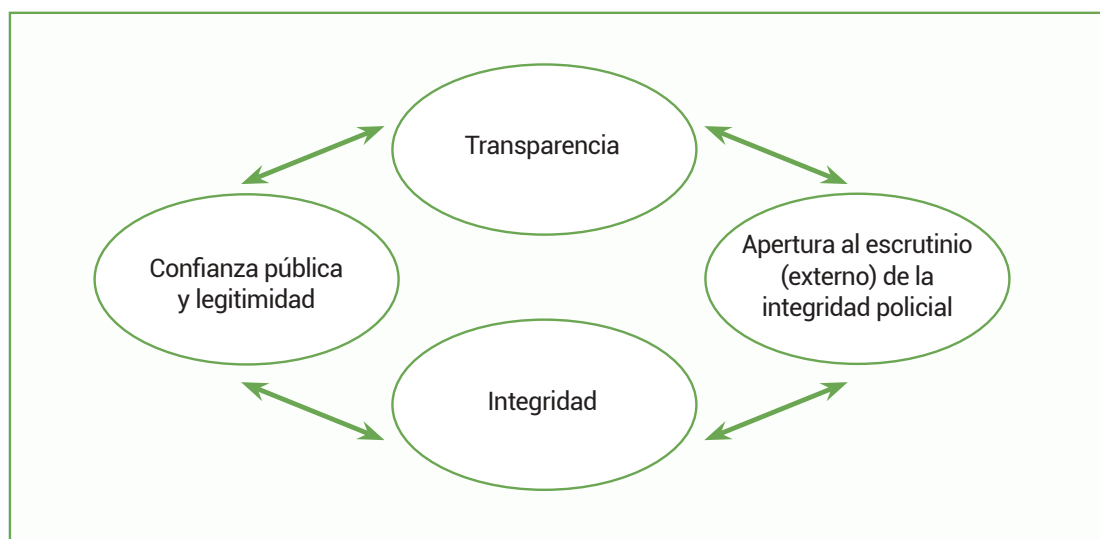 Transparencia
Confianza pública
y legitimidad
Apertura al escrutinio
(externo) de la
integridad policial
Integridad